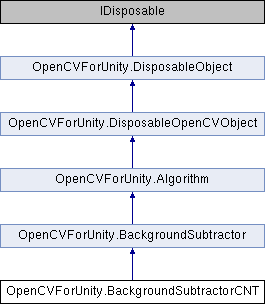 IDisposable
OpenCVForUnity.DisposableObject
OpenCVForUnity.DisposableOpenCVObject
OpenCVForUnity.Algorithm
OpenCVForUnity.BackgroundSubtractor
OpenCVForUnity.BackgroundSubtractorCNT